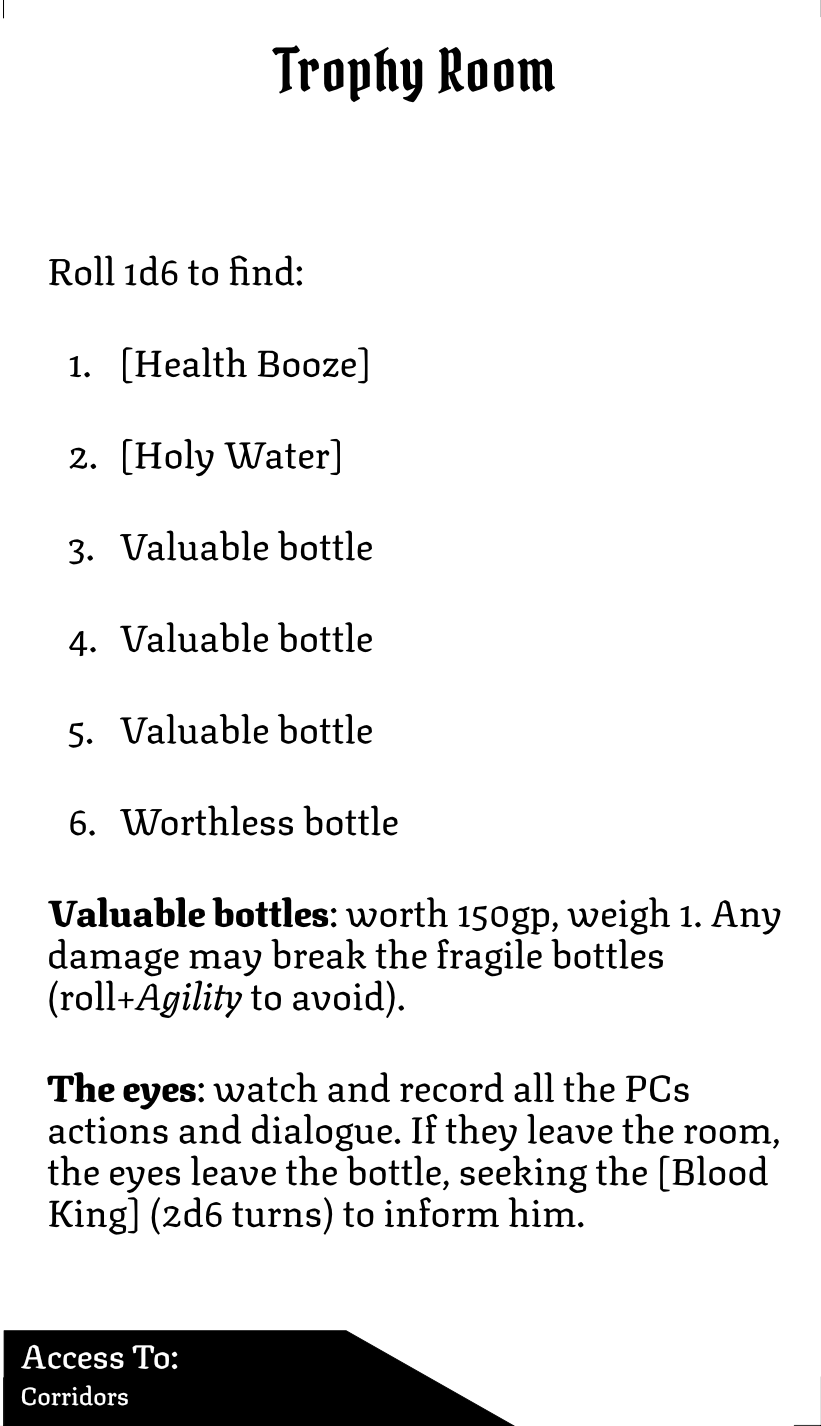 Trophy Room
Roll 1d6 to find:
1. [Health Booze]
2. [Holy Water]
3. Valuable bottle
4. Valuable bottle
5. Valuable bottle
6. Worthless bottle
Valuable bottles: worth 150gp, weigh 1. Any
damage may break the fragile bottles
(roll+Agility to avoid).
The eyes: watch and record all the PCs
actions and dialogue. If they leave the room,
the eyes leave the bottle, seeking the [Blood
King] (2d6 turns) to inform him.
Access To:
Corridors